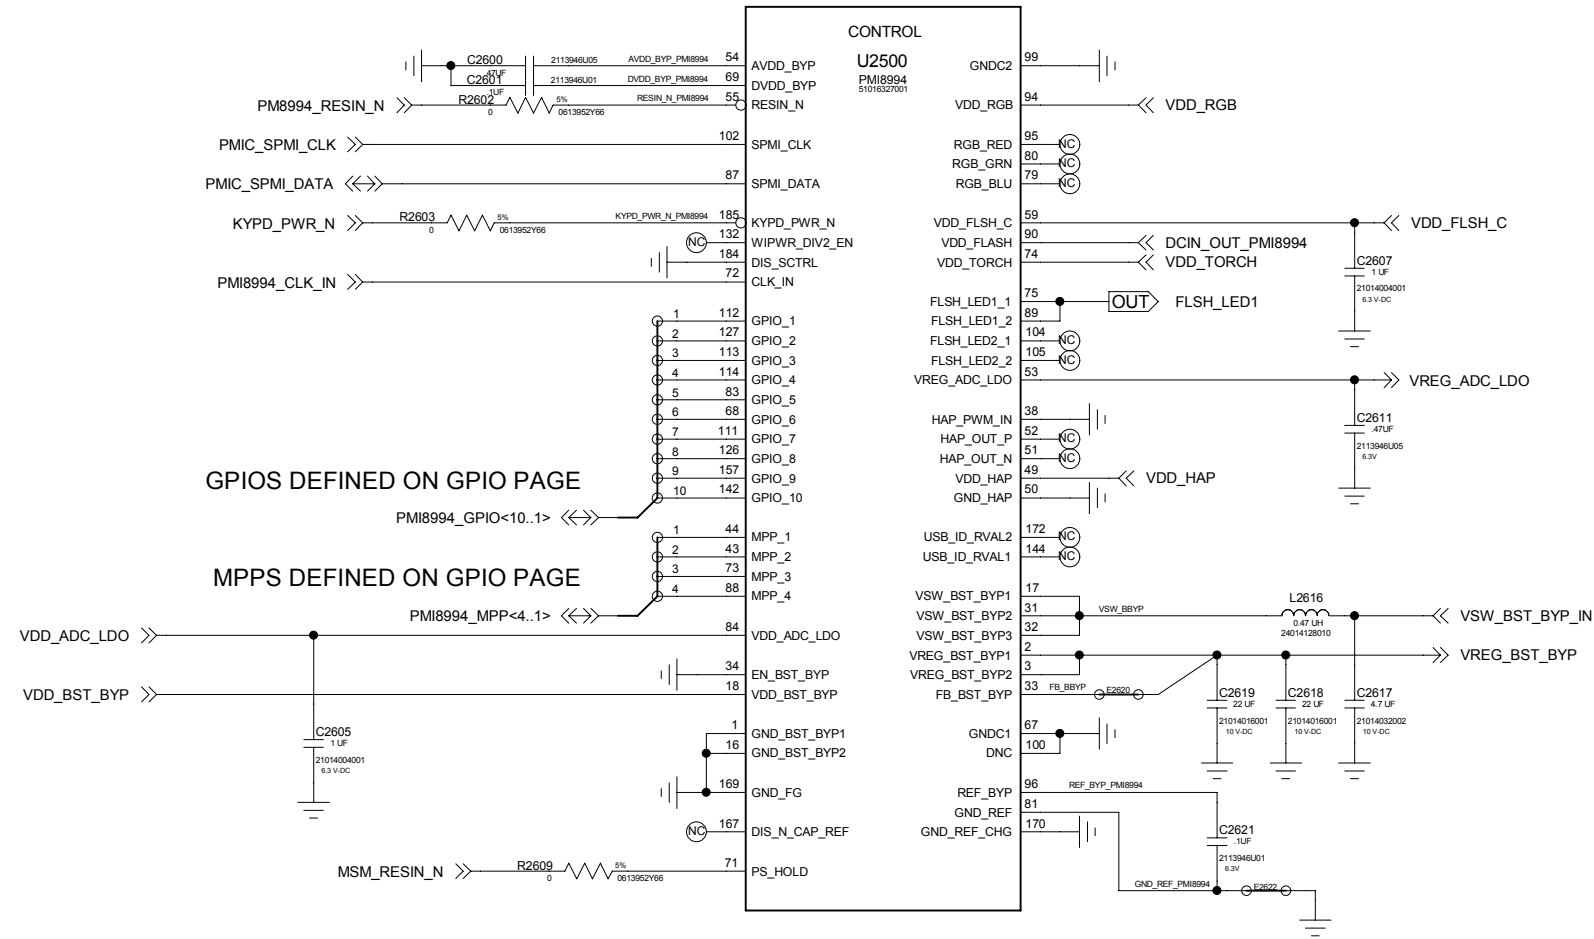 CONTROL
U2500
PMI8994
51016327001
C2600
.47UF
2113946U05
AVDD_BYP_PMI8994
54
AVDD_BYP
C2601
.1UF
2113946U01
DVDD_BYP_PMI8994
69
DVDD_BYP
PM8994_RESIN_N
R2602
0
5%
0613952Y66
RESIN_N_PMI8994
55
RESIN_N
PMIC_SPMI_CLK
102
SPMI_CLK
PMIC_SPMI_DATA
87
SPMI_DATA
KYPD_PWR_N
R2603
0
5%
0613952Y66
KYPD_PWR_N_PMI8994
185
KYPD_PWR_N
NC
132
WIPWR_DIV2_EN
184
DIS_SCTRL
PMI8994_CLK_IN
72
CLK_IN
1
112
GPIO_1
2
127
GPIO_2
3
113
GPIO_3
4
114
GPIO_4
5
83
GPIO_5
6
68
GPIO_6
7
111
GPIO_7
8
126
GPIO_8
9
157
GPIO_9
10
142
GPIO_10
GPIOS DEFINED ON GPIO PAGE
PMI8994_GPIO<10..1>
1
44
MPP_1
2
43
MPP_2
3
73
MPP_3
4
88
MPP_4
MPPS DEFINED ON GPIO PAGE
PMI8994_MPP<4..1>
VDD_ADC_LDO
84
VDD_ADC_LDO
34
EN_BST_BYP
VDD_BST_BYP
18
VDD_BST_BYP
C2605
1 UF
21014004001
6.3 V-DC
1
GND_BST_BYP1
16
GND_BST_BYP2
169
GND_FG
NC
167
DIS_N_CAP_REF
MSM_RESIN_N
R2609
0
5%
0613952Y66
71
PS_HOLD
GNDC2
99
VDD_RGB
94
VDD_RGB
RGB_RED
95
NC
RGB_GRN
80
NC
RGB_BLU
79
NC
VDD_FLSH_C
59
VDD_FLSH_C
VDD_FLASH
90
DCIN_OUT_PMI8994
VDD_TORCH
74
VDD_TORCH
C2607
1 UF
21014004001
6.3 V-DC
FLSH_LED1_1
75
OUT
FLSH_LED1
FLSH_LED1_2
89
FLSH_LED2_1
104
NC
FLSH_LED2_2
105
NC
VREG_ADC_LDO
53
VREG_ADC_LDO
C2611
.47UF
2113946U05
6.3V
HAP_PWM_IN
38
HAP_OUT_P
52
NC
HAP_OUT_N
51
NC
VDD_HAP
49
VDD_HAP
GND_HAP
50
USB_ID_RVAL2
172
NC
USB_ID_RVAL1
144
NC
VSW_BST_BYP1
17
VSW_BST_BYP2
31
VSW_BBYP
L2616
0.47 UH
24014128010
VSW_BST_BYP_IN
VSW_BST_BYP3
32
VREG_BST_BYP1
2
VREG_BST_BYP
VREG_BST_BYP2
3
FB_BST_BYP
33
FB_BBYP
E2620
C2619
22 UF
21014016001
10 V-DC
C2618
22 UF
21014016001
10 V-DC
C2617
4.7 UF
21014032002
10 V-DC
GNDC1
67
DNC
100
REF_BYP
96
REF_BYP_PMI8994
GND_REF
81
GND_REF_CHG
170
C2621
.1UF
2113946U01
6.3V
GND_REF_PMI8994
E2622